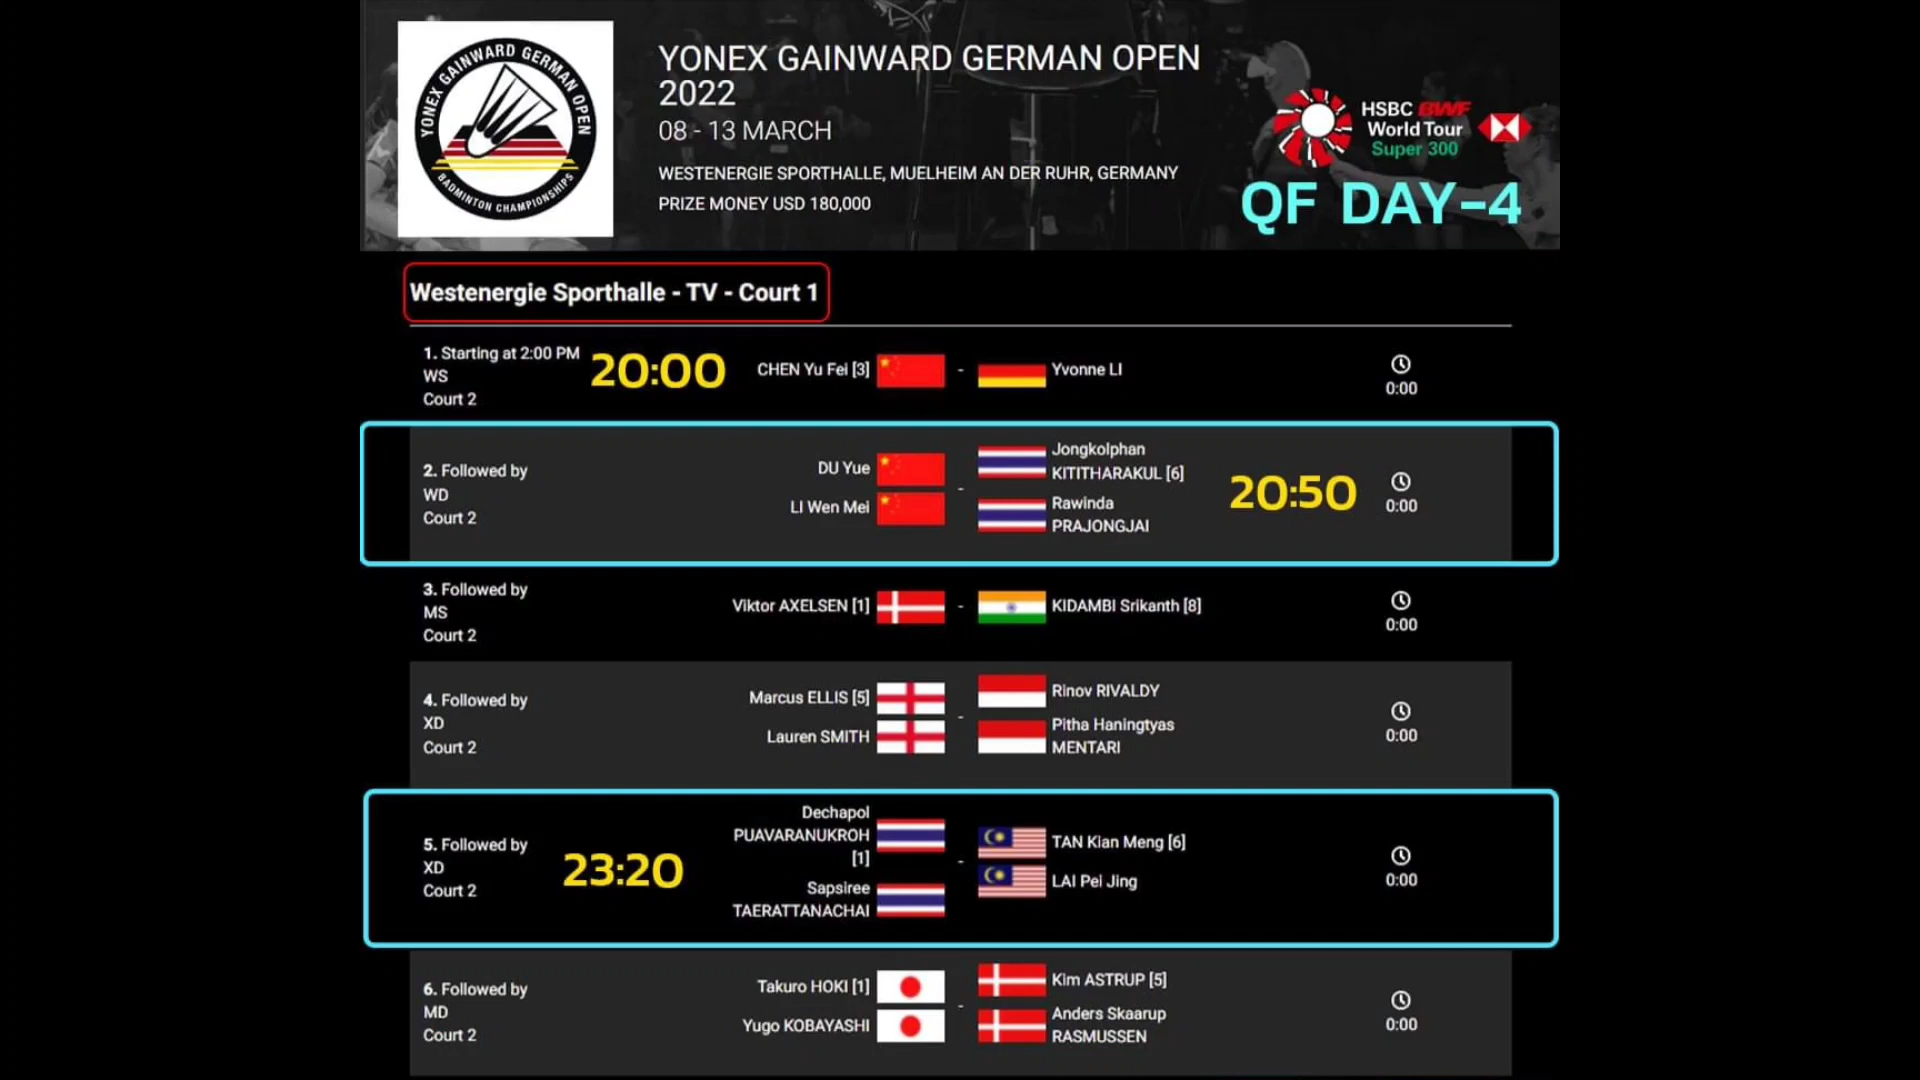 YONEX GAINWARD GERMAN OPEN
BADMINTON CHAMPIONSHIPS
YONEX GAINWARD GERMAN OPEN
2022
08 - 13 MARCH
WESTENERGIE SPORTHALLE, MUELHEIM AN DER RUHR, GERMANY
PRIZE MONEY USD 180,000
HSBC BWF
World Tour
Super 300
QF DAY-4
Westenergie Sporthalle - TV - Court 1
1. Starting at 2:00 PM
WS
Court 2
20:00
CHEN Yu Fei [3]
-
Yvonne LI
0:00
2. Followed by
WD
Court 2
DU Yue
LI Wen Mei
-
Jongkolphan
KITITHARAKUL [6]
Rawinda
PRAJONGJAI
20:50
0:00
3. Followed by
MS
Court 2
Viktor AXELSEN [1]
-
KIDAMBI Srikanth [8]
0:00
4. Followed by
XD
Court 2
Marcus ELLIS [5]
Lauren SMITH
-
Rinov RIVALDY
Pitha Haningtyas
MENTARI
0:00
5. Followed by
XD
Court 2
23:20
Dechapol
PUAVARANUKROH
[1]
Sapsiree
TAERATTANACHAI
-
TAN Kian Meng [6]
LAI Pei Jing
0:00
6. Followed by
MD
Court 2
Takuro HOKI [1]
Yugo KOBAYASHI
-
Kim ASTRUP [5]
Anders Skaarup
RASMUSSEN
0:00